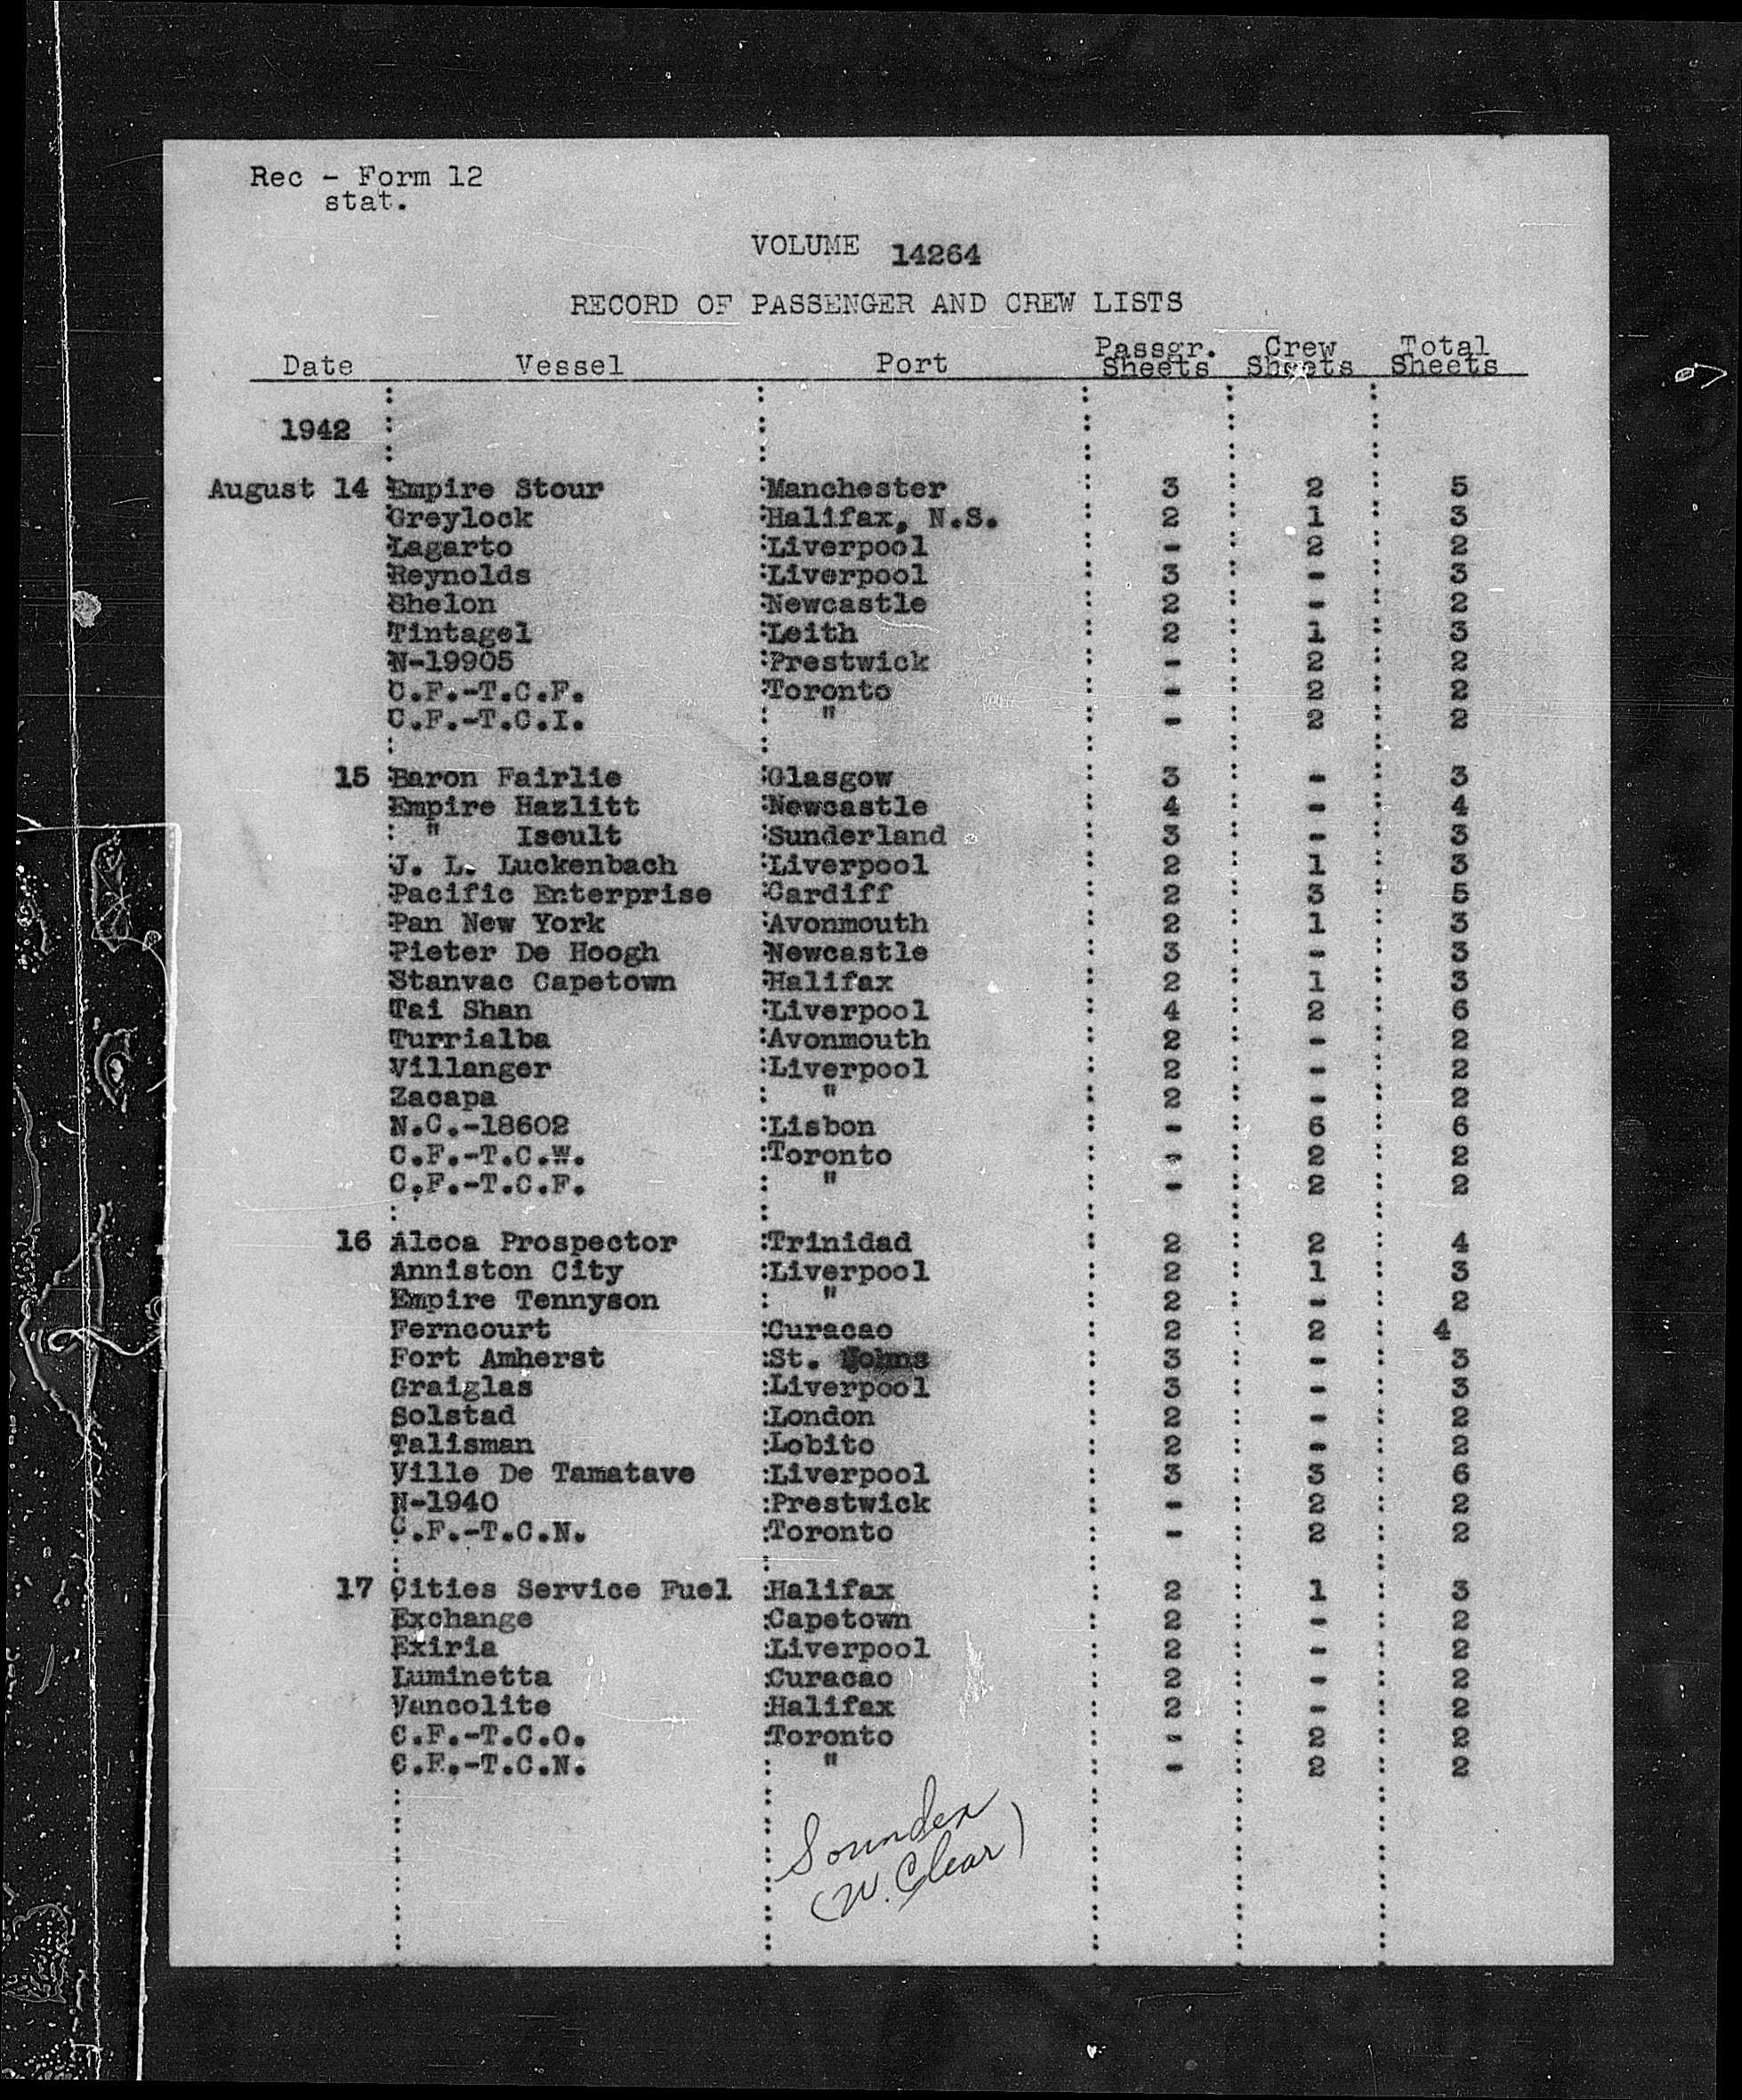 Rec - Form 12
stat.
VOLUME 14264
RECORD OF PASSENGER AND CREW LISTS
Date Vessel Port Passgr. Sheets Crew Sheets Total Sheets
1942
August 14 Empire Stour :Manchester : 3 : 2 : 5
Greylock :Halifax, N.S. : 2 : 1 : 3
Lagarto :Liverpool : - : 2 : 2
Reynolds :Liverpool : 3 : - : 3
Shelon :Newcastle : 2 : - : 2
Tintagel :Leith : 2 : 1 : 3
N-19905 :Prestwick : - : 2 : 2
C.F.-T.C.F. :Toronto : - : 2 : 2
C.F.-T.C.I. : " : - : 2 : 2
15 Baron Fairlie :Glasgow : 3 : - : 3
Empire Hazlitt :Newcastle : 4 : - : 4
: " Iseult :Sunderland : 3 : - : 3
J. L. Luckenbach :Liverpool : 2 : 1 : 3
Pacific Enterprise :Cardiff : 2 : 3 : 5
Pan New York :Avonmouth : 2 : 1 : 3
Pieter De Hoogh :Newcastle : 3 : - : 3
Stanvac Capetown :Halifax : 2 : 1 : 3
Tai Shan :Liverpool : 4 : 2 : 6
Turrialba :Avonmouth : 2 : - : 2
Villanger :Liverpool : 2 : - : 2
Zacapa : " : 2 : - : 2
N.C.-18602 :Lisbon : - : 6 : 6
C.F.-T.C.W. :Toronto : - : 2 : 2
C.F.-T.C.F. : " : - : 2 : 2
16 Alcoa Prospector :Trinidad : 2 : 2 : 4
Anniston City :Liverpool : 2 : 1 : 3
Empire Tennyson : " : 2 : - : 2
Ferncourt :Curacao : 2 : 2 : 4
Fort Amherst :St. Johns : 3 : - : 3
Graiglas :Liverpool : 3 : - : 3
Solstad :London : 2 : - : 2
Talisman :Lobito : 2 : - : 2
Ville De Tamatave :Liverpool : 3 : 3 : 6
N-1940 :Prestwick : - : 2 : 2
C.F.-T.C.N. :Toronto : - : 2 : 2
17 Cities Service Fuel :Halifax : 2 : 1 : 3
Exchange :Capetown : 2 : - : 2
Exiria :Liverpool : 2 : - : 2
Luminetta :Curacao : 2 : - : 2
Vancolite :Halifax : 2 : - : 2
C.F.-T.C.O. :Toronto : - : 2 : 2
C.F.-T.C.N. : " : - : 2 : 2
Soundex
(W. Clear)